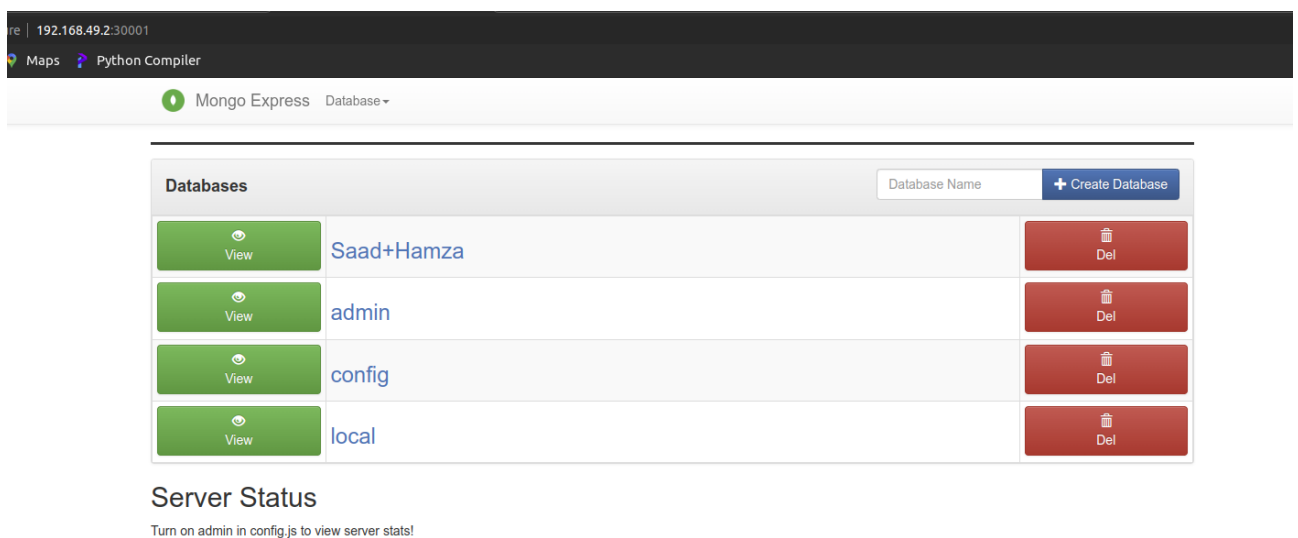 re | 192.168.49.2:30001
Maps Python Compiler
Mongo Express Database
Databases Database Name Create Database
View Saad+Hamza Del
View admin Del
View config Del
View local Del
Server Status
Turn on admin in config.js to view server stats!